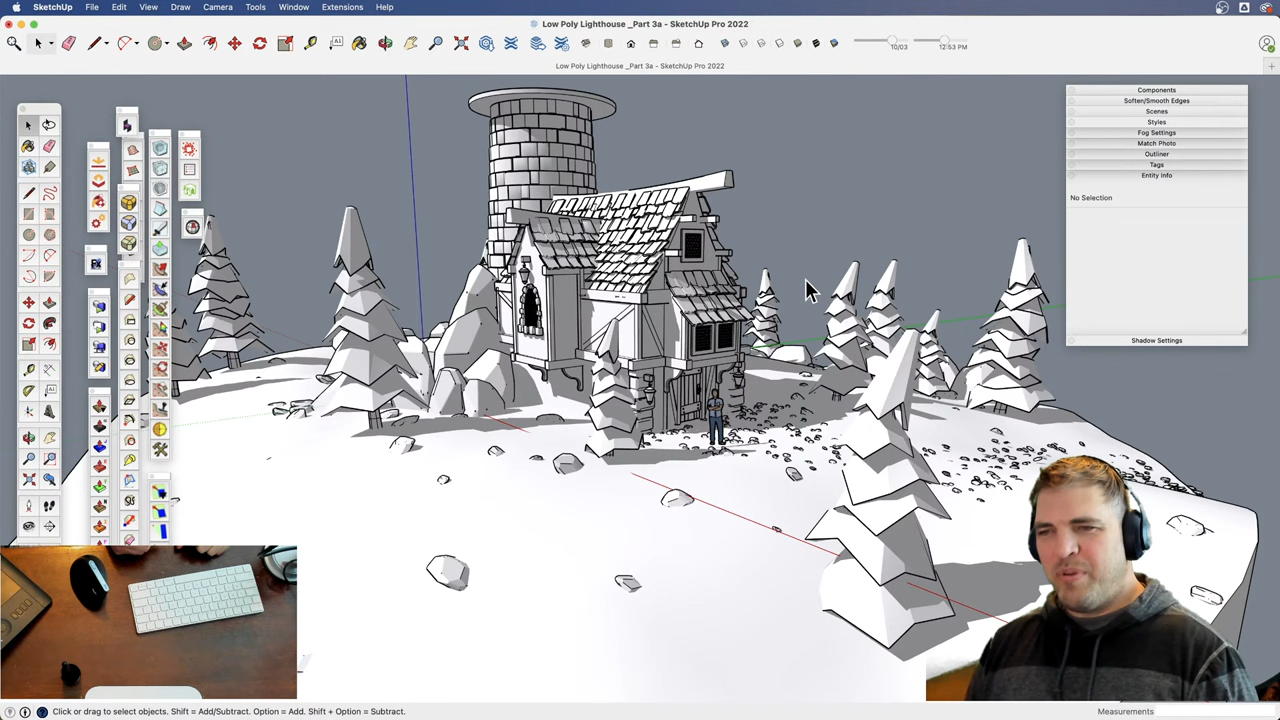 SketchUp File Edit View Draw Camera Tools Window Extensions Help
Low Poly Lighthouse _Part 3a - SketchUp Pro 2022
10/03 12:53 PM
Low Poly Lighthouse _Part 3a - SketchUp Pro 2022
Components
Soften/Smooth Edges
Scenes
Styles
Fog Settings
Match Photo
Outliner
Tags
Entity Info
No Selection
Shadow Settings
Click or drag to select objects. Shift = Add/Subtract. Option = Add. Shift + Option = Subtract.
Measurements